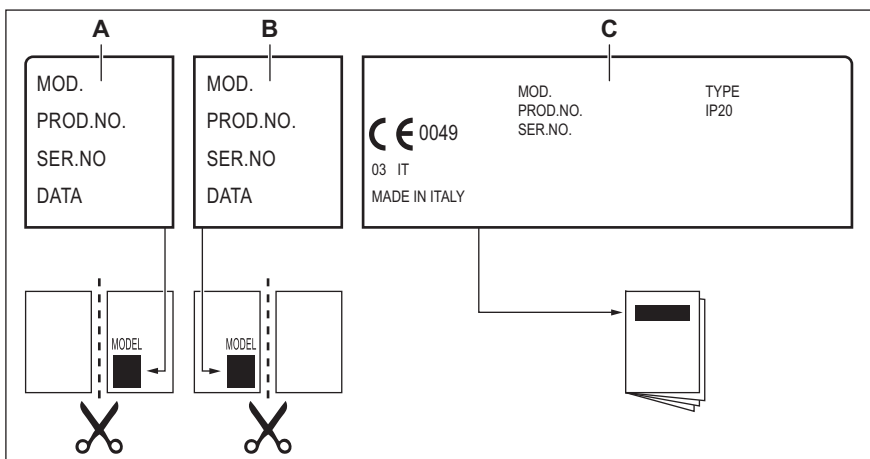 A
B
C
MOD.
PROD.NO.
SER.NO
DATA
MOD.
PROD.NO.
SER.NO
DATA
MOD.
PROD.NO.
SER.NO.
TYPE
IP20
CE 0049
03 IT
MADE IN ITALY
MODEL
MODEL